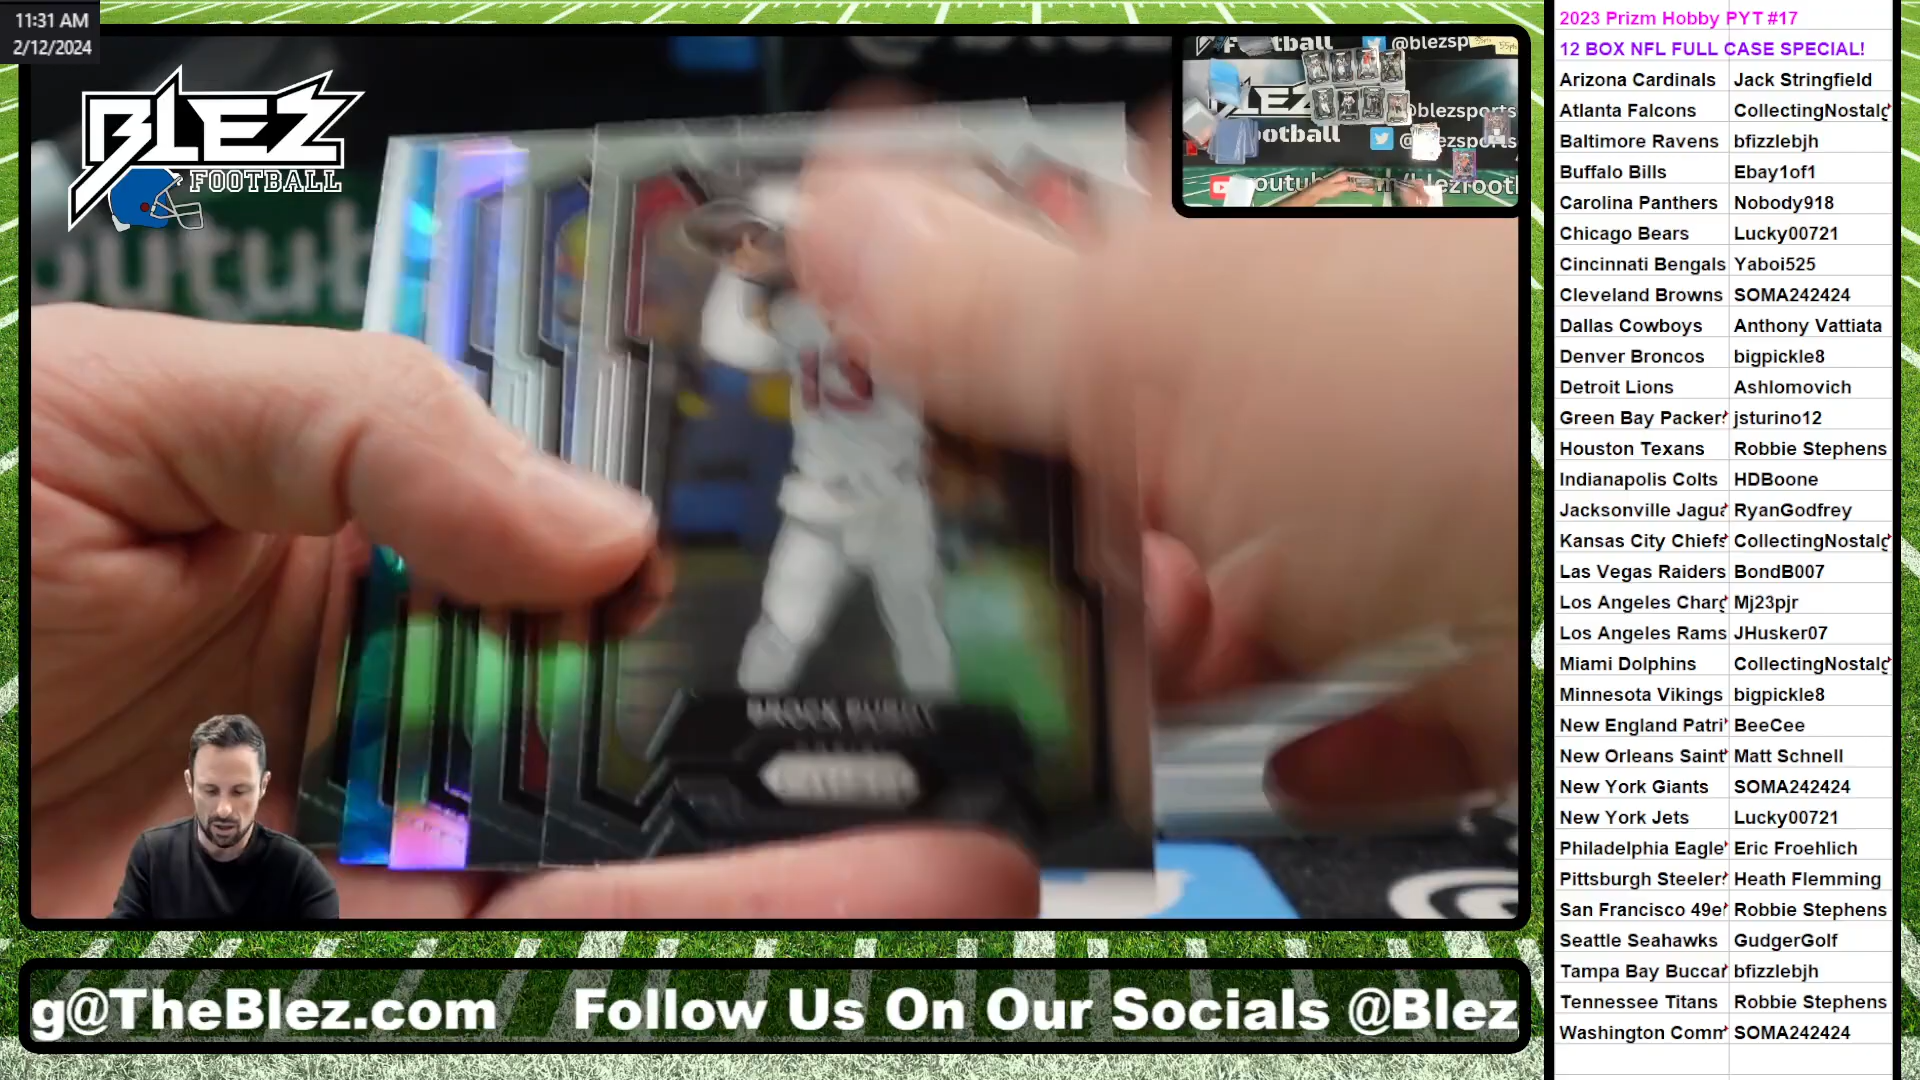 11:31 AM
2/12/2024
BLEZ
FOOTBALL
BROCK PURDY
g@TheBlez.com Follow Us On Our Socials @Blez
2023 Prizm Hobby PYT #17
12 BOX NFL FULL CASE SPECIAL!
Arizona Cardinals Jack Stringfield
Atlanta Falcons CollectingNostalg
Baltimore Ravens bfizzlebjh
Buffalo Bills Ebay1of1
Carolina Panthers Nobody918
Chicago Bears Lucky00721
Cincinnati Bengals Yaboi525
Cleveland Browns SOMA242424
Dallas Cowboys Anthony Vattiata
Denver Broncos bigpickle8
Detroit Lions Ashlomovich
Green Bay Packer jsturino12
Houston Texans Robbie Stephens
Indianapolis Colts HDBoone
Jacksonville Jagu RyanGodfrey
Kansas City Chiefs CollectingNostalg
Las Vegas Raiders BondB007
Los Angeles Charg Mj23pjr
Los Angeles Rams JHusker07
Miami Dolphins CollectingNostalg
Minnesota Vikings bigpickle8
New England Patri BeeCee
New Orleans Saint Matt Schnell
New York Giants SOMA242424
New York Jets Lucky00721
Philadelphia Eagle Eric Froehlich
Pittsburgh Steeler Heath Flemming
San Francisco 49e Robbie Stephens
Seattle Seahawks GudgerGolf
Tampa Bay Bucca bfizzlebjh
Tennessee Titans Robbie Stephens
Washington Comm SOMA242424